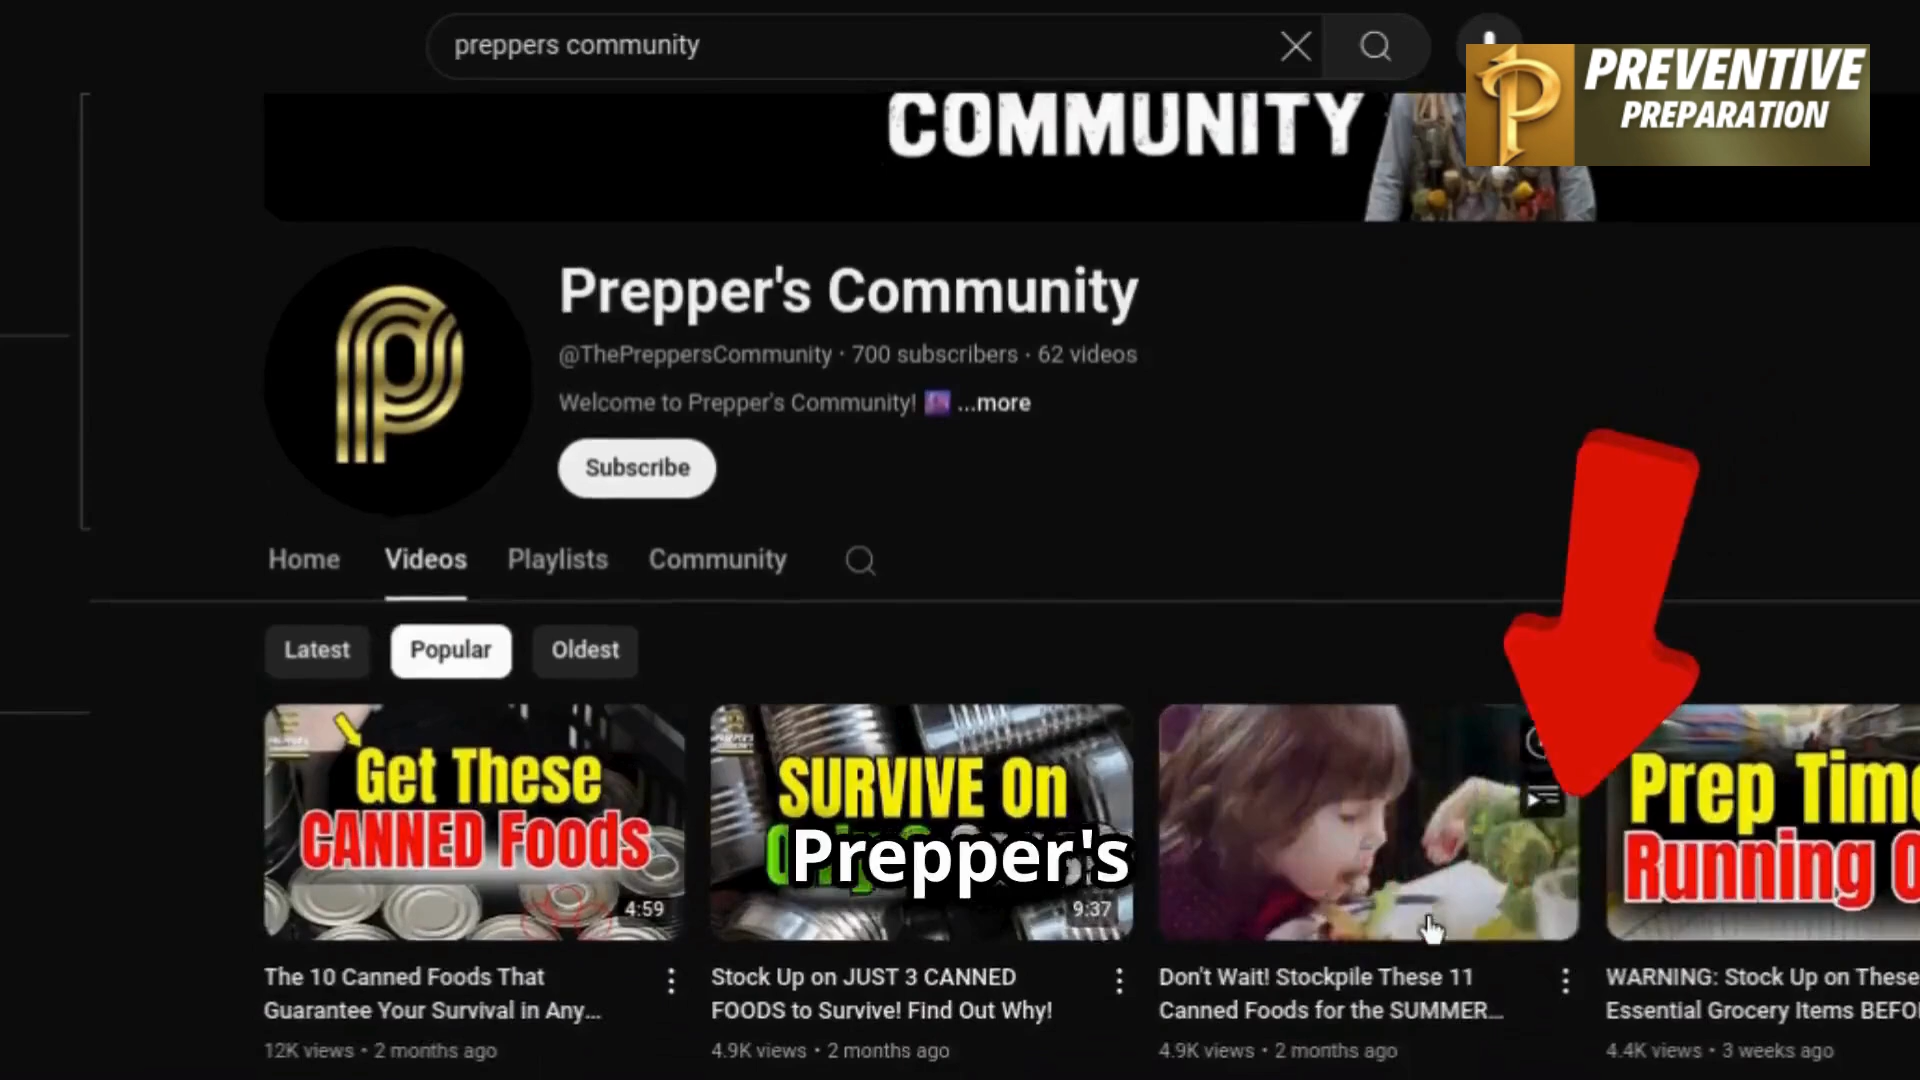 preppers community
PREVENTIVE
PREPARATION
COMMUNITY
Prepper's Community
@ThePreppersCommunity · 700 subscribers · 62 videos
Welcome to Prepper's Community! ...more
Subscribe
Home Videos Playlists Community
Latest Popular Oldest
Get These
CANNED Foods
4:59
SURVIVE On
Prepper's
9:37
Prep Time
Running O
The 10 Canned Foods That
Guarantee Your Survival in Any...
12K views • 2 months ago
Stock Up on JUST 3 CANNED
FOODS to Survive! Find Out Why!
4.9K views • 2 months ago
Don't Wait! Stockpile These 11
Canned Foods for the SUMMER...
4.9K views • 2 months ago
WARNING: Stock Up on These
Essential Grocery Items BEFO
4.4K views • 3 weeks ago